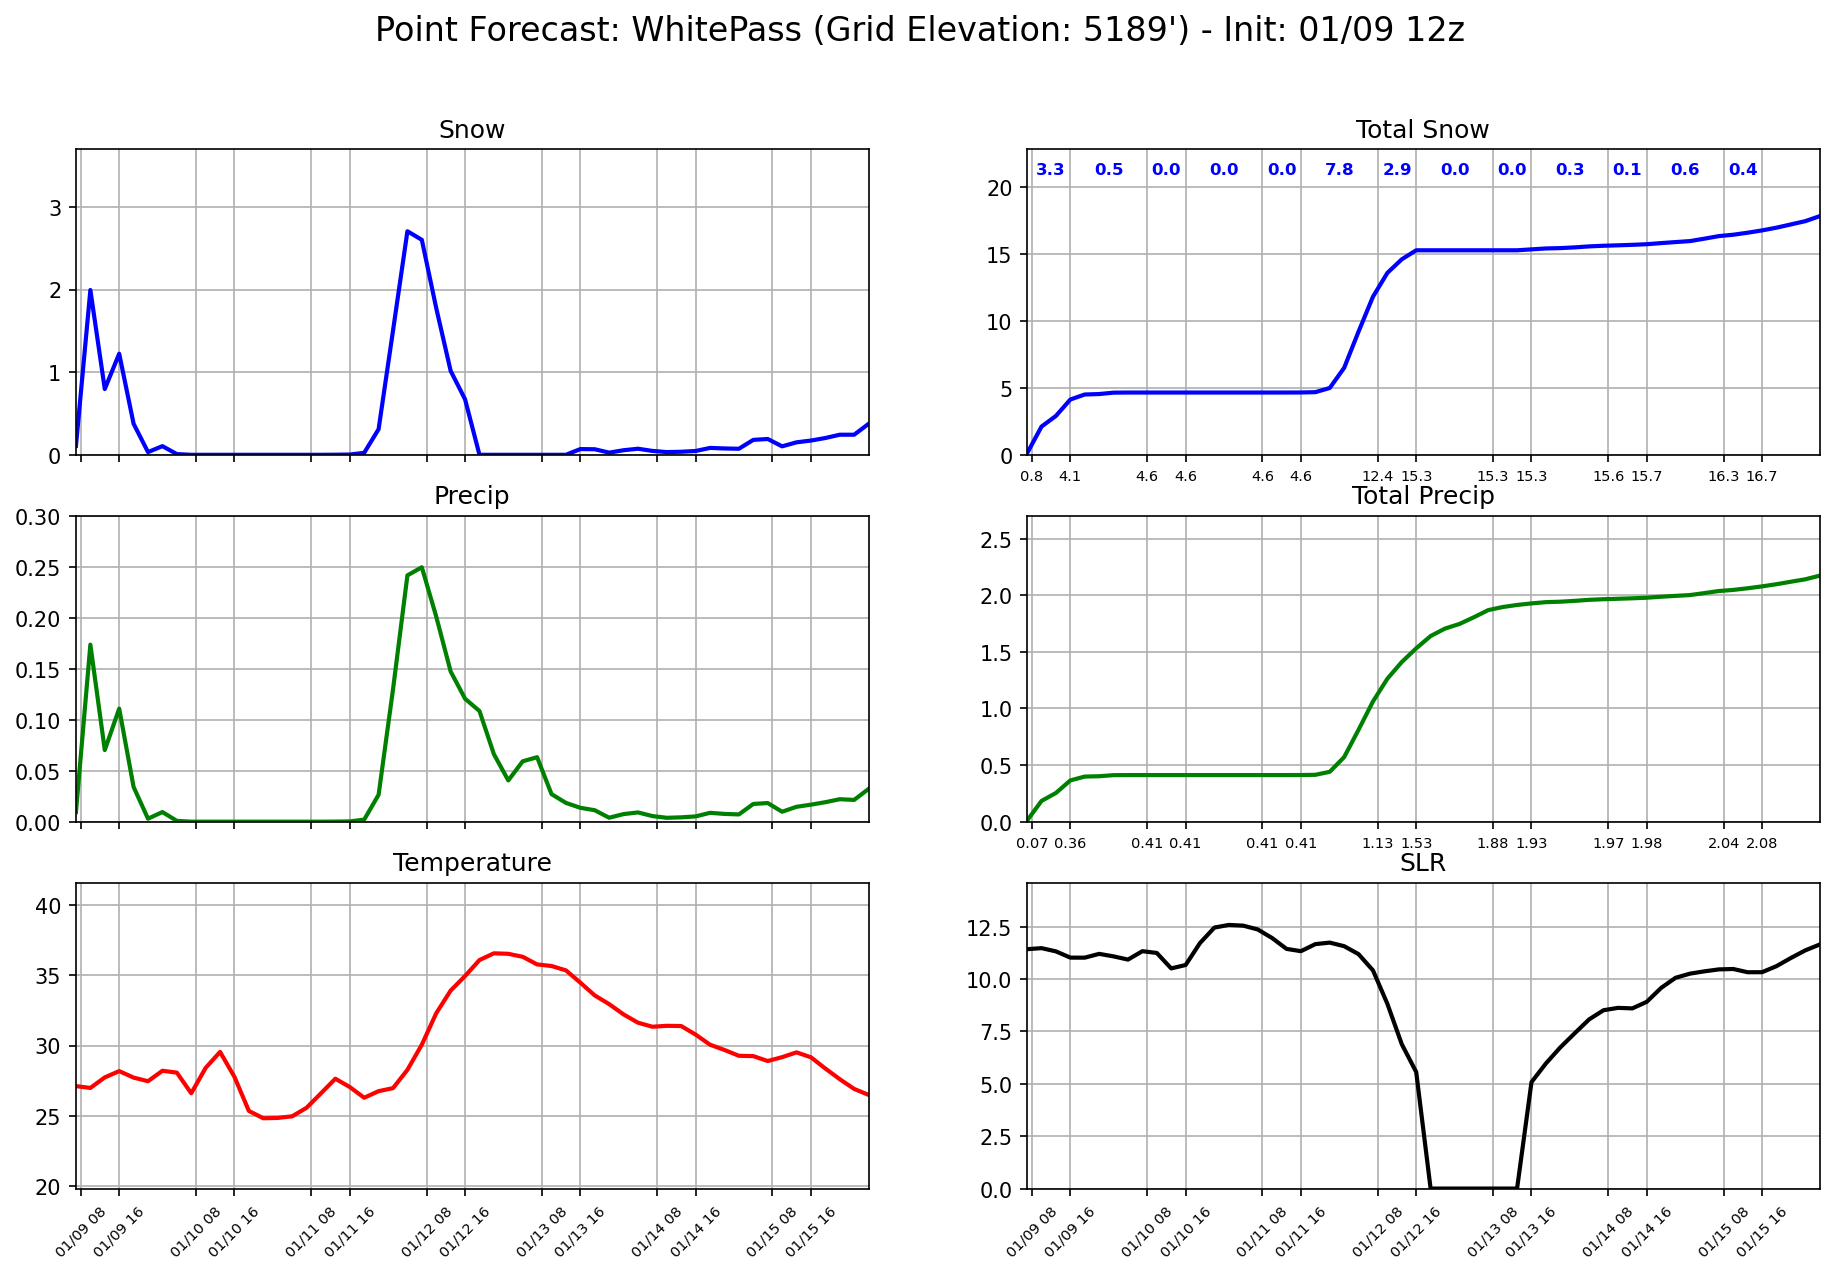 Point Forecast: WhitePass (Grid Elevation: 5189') - Init: 01/09 12z
Snow
3
2
1
0
Total Snow
3.3 0.5 0.0 0.0 0.0 7.8 2.9 0.0 0.0 0.3 0.1 0.6 0.4
20
15
10
5
0
0.8 4.1 4.6 4.6 4.6 4.6 12.4 15.3 15.3 15.3 15.6 15.7 16.3 16.7
Precip
0.30
0.25
0.20
0.15
0.10
0.05
0.00
Total Precip
2.5
2.0
1.5
1.0
0.5
0.0
0.07 0.36 0.41 0.41 0.41 0.41 1.13 1.53 1.88 1.93 1.97 1.98 2.04 2.08
Temperature
40
35
30
25
20
01/09 08 01/09 16 01/10 08 01/10 16 01/11 08 01/11 16 01/12 08 01/12 16 01/13 08 01/13 16 01/14 08 01/14 16 01/15 08 01/15 16
SLR
12.5
10.0
7.5
5.0
2.5
0.0
01/09 08 01/09 16 01/10 08 01/10 16 01/11 08 01/11 16 01/12 08 01/12 16 01/13 08 01/13 16 01/14 08 01/14 16 01/15 08 01/15 16